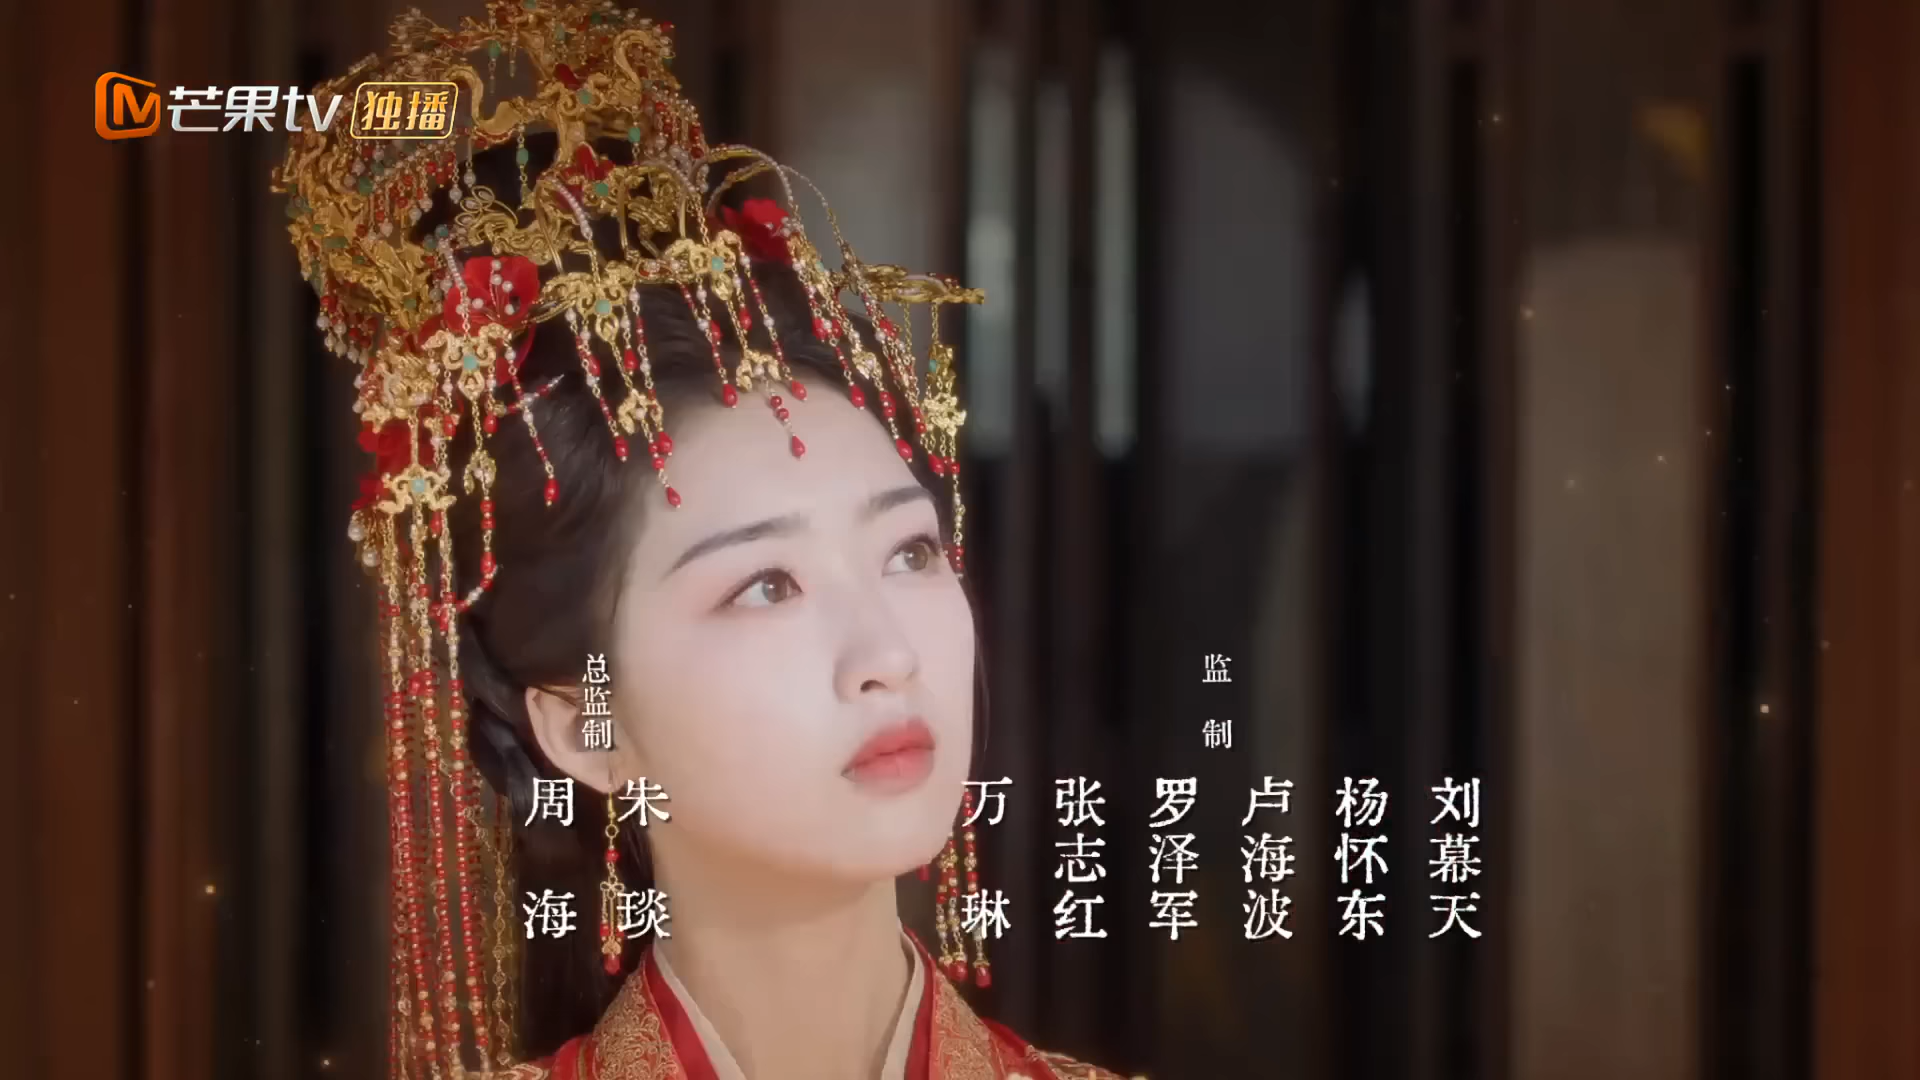 芒果tv 独播
总监制
周海
朱琰
监制
万琳
张志红
罗泽军
卢海波
杨怀东
刘幕天